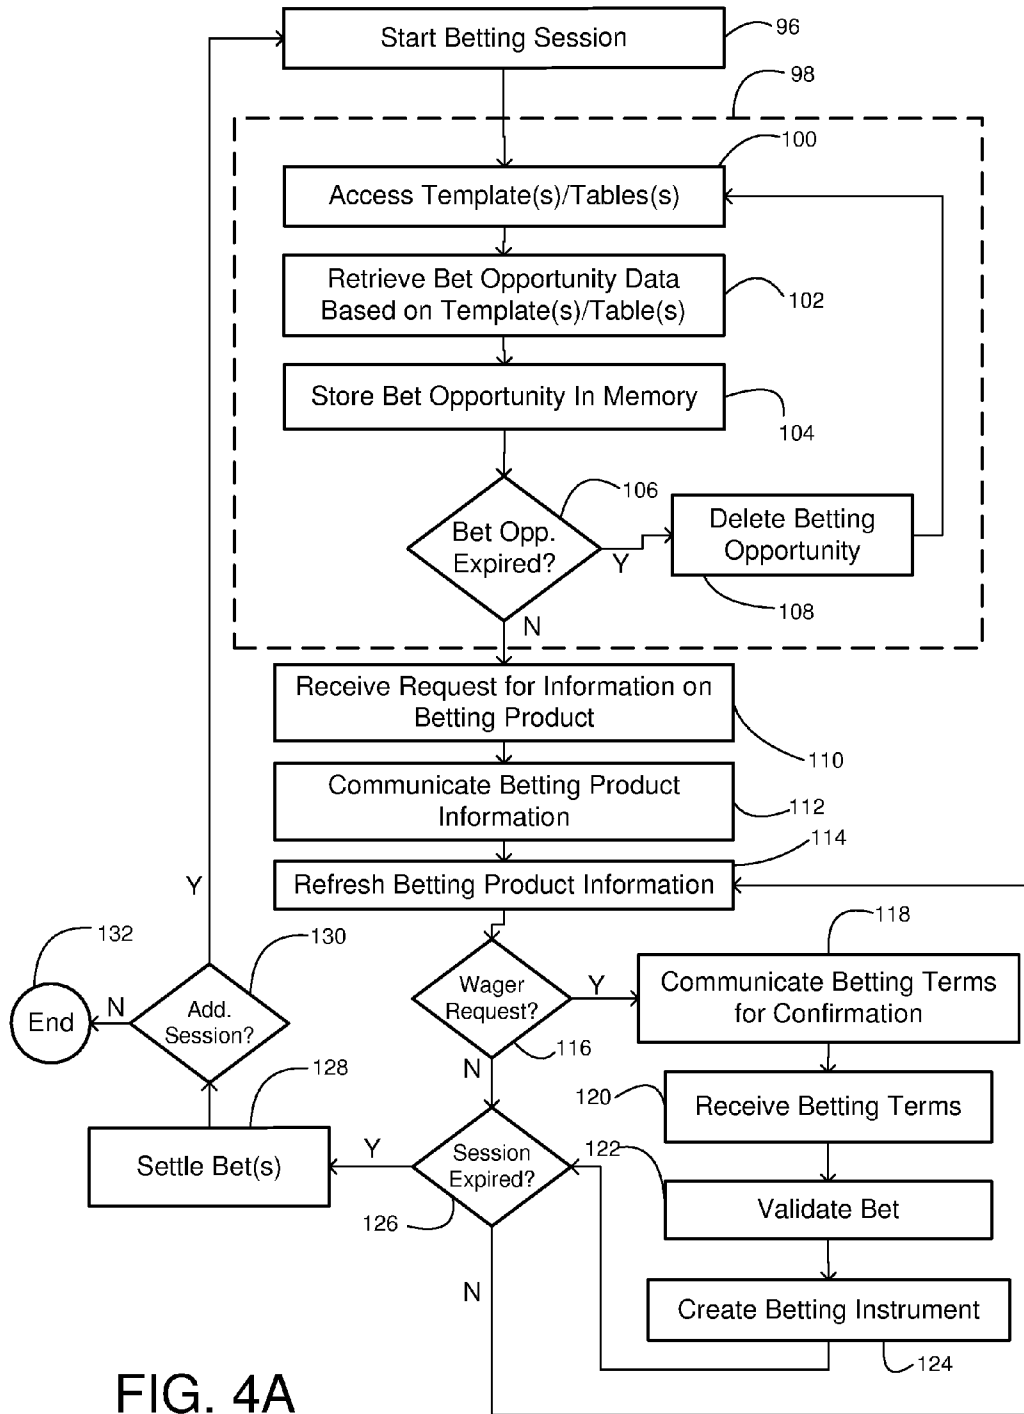 Start Betting Session
96
98
100
Access Template(s)/Tables(s)
Retrieve Bet Opportunity Data
Based on Template(s)/Table(s)
102
Store Bet Opportunity In Memory
104
106
Bet Opp.
Expired?
Y
Delete Betting
Opportunity
108
N
Receive Request for Information on
Betting Product
110
Communicate Betting Product
Information
112
114
Refresh Betting Product Information
Y
118
132
130
Wager
Request?
Y
Communicate Betting Terms
for Confirmation
End
N
Add.
Session?
116
N
128
120
Receive Betting Terms
Settle Bet(s)
Y
Session
Expired?
122
Validate Bet
126
N
Create Betting Instrument
124
FIG. 4A